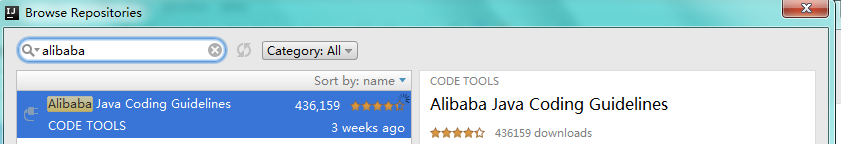 Browse Repositories
alibaba
Category: All
Sort by: name
Alibaba Java Coding Guidelines 436,159
CODE TOOLS 3 weeks ago
CODE TOOLS
Alibaba Java Coding Guidelines
436159 downloads